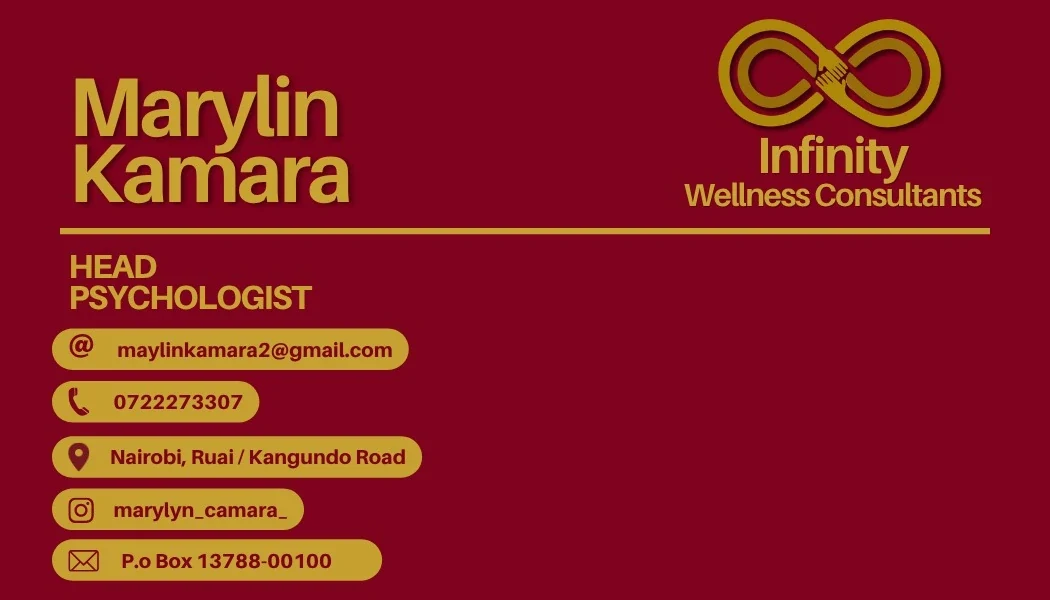 Marylin
Kamara
Infinity
Wellness Consultants
HEAD
PSYCHOLOGIST
@ maylinkamara2@gmail.com
0722273307
Nairobi, Ruai / Kangundo Road
marylyn_camara_
P.o Box 13788-00100